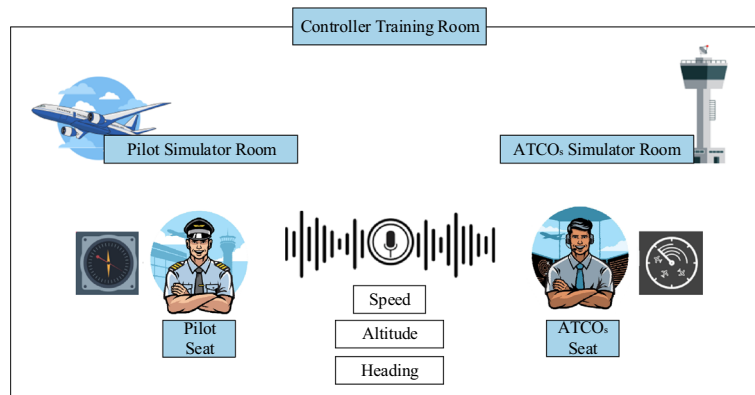 Controller Training Room
Pilot Simulator Room
ATCOs Simulator Room
Speed
Altitude
Heading
Pilot
Seat
ATCOs
Seat